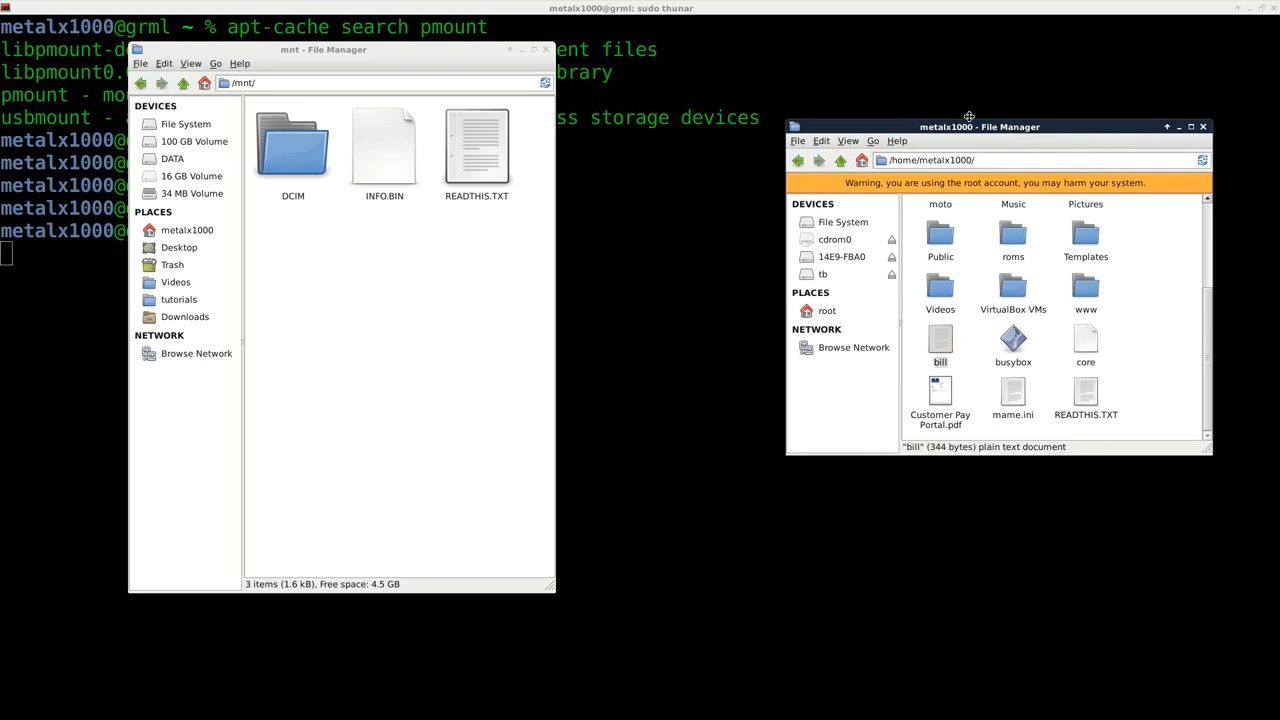 metalx1000@grml: sudo thunar
metalx1000@grml ~ % apt-cache search pmount
libpmount-d
ent files
libpmount0.
brary
pmount - mo
usbmount -
ss storage devices
metalx1000@
metalx1000@
metalx1000@
metalx1000@
metalx1000@
mnt - File Manager
File Edit View Go Help
/mnt/
DEVICES
File System
100 GB Volume
DATA
16 GB Volume
34 MB Volume
PLACES
metalx1000
Desktop
Trash
Videos
tutorials
Downloads
NETWORK
Browse Network
DCIM INFO.BIN READTHIS.TXT
3 items (1.6 kB), Free space: 4.5 GB
metalx1000 - File Manager
File Edit View Go Help
/home/metalx1000/
Warning, you are using the root account, you may harm your system.
DEVICES
File System
cdrom0
14E9-FBA0
tb
PLACES
root
NETWORK
Browse Network
moto Music Pictures
Public roms Templates
Videos VirtualBox VMs www
bill busybox core
Customer Pay Portal.pdf mame.ini READTHIS.TXT
"bill" (344 bytes) plain text document